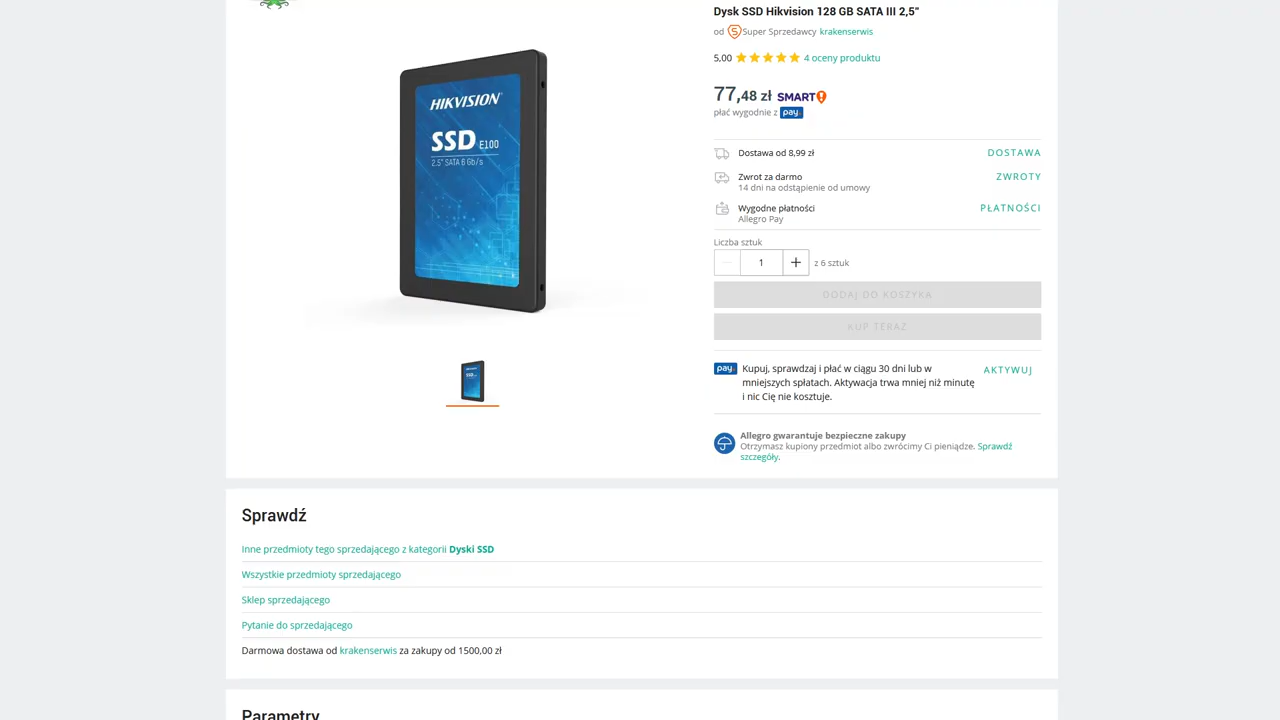 Dysk SSD Hikvision 128 GB SATA III 2,5"
od Super Sprzedawcy krakenserwis
5,00 4 oceny produktu
77,48 zł SMART!
płać wygodnie z pay
Dostawa od 8,99 zł DOSTAWA
Zwrot za darmo ZWROTY
14 dni na odstąpienie od umowy
Wygodne płatności PŁATNOŚCI
Allegro Pay
Liczba sztuk
1 z 6 sztuk
DODAJ DO KOSZYKA
KUP TERAZ
pay Kupuj, sprawdzaj i płać w ciągu 30 dni lub w AKTYWUJ
mniejszych spłatach. Aktywacja trwa mniej niż minutę
i nic Cię nie kosztuje.
Allegro gwarantuje bezpieczne zakupy
Otrzymasz kupiony przedmiot albo zwrócimy Ci pieniądze. Sprawdź
szczegóły.
HIKVISION
SSD E100
2,5" SATA 6 Gb/s
Sprawdź
Inne przedmioty tego sprzedającego z kategorii Dyski SSD
Wszystkie przedmioty sprzedającego
Sklep sprzedającego
Pytanie do sprzedającego
Darmowa dostawa od krakenserwis za zakupy od 1500,00 zł
Parametry